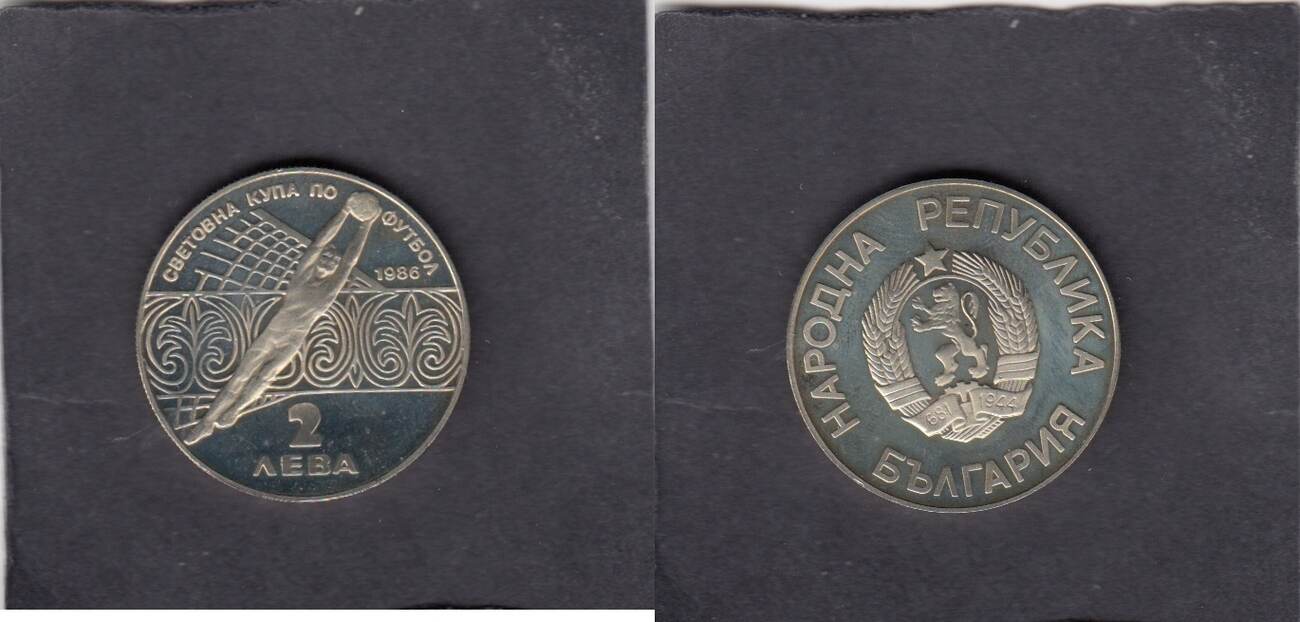 СВЕТОВНА КУПА ПО ФУТБОЛ
1986
2
ЛЕВА
НАРОДНА РЕПУБЛИКА
БЪЛГАРИЯ
681 1944